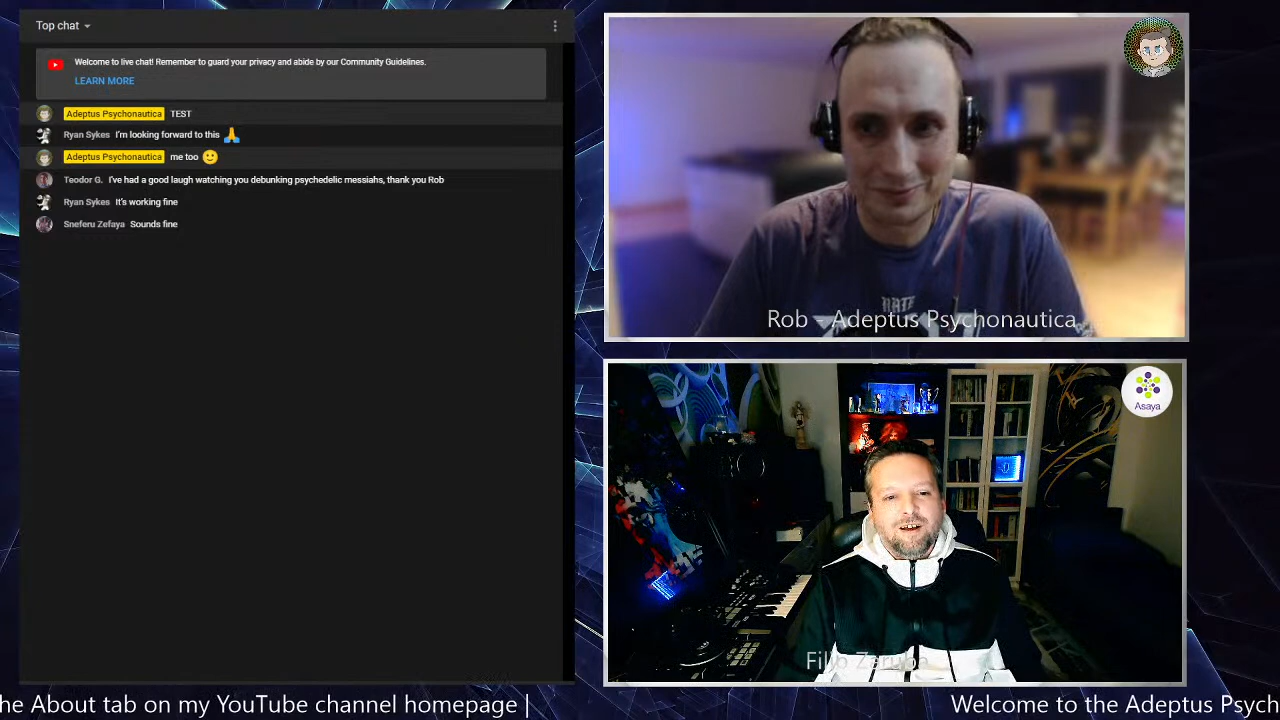 Top chat
Welcome to live chat! Remember to guard your privacy and abide by our Community Guidelines.
LEARN MORE
Adeptus Psychonautica TEST
Ryan Sykes I'm looking forward to this 🙏
Adeptus Psychonautica me too 🙂
Teodor G. I've had a good laugh watching you debunking psychedelic messiahs, thank you Rob
Ryan Sykes It's working fine
Sneferu Zefaya Sounds fine
Rob - Adeptus Psychonautica
Asaya
Filip Zaruba
he About tab on my YouTube channel homepage |
Welcome to the Adeptus Psych